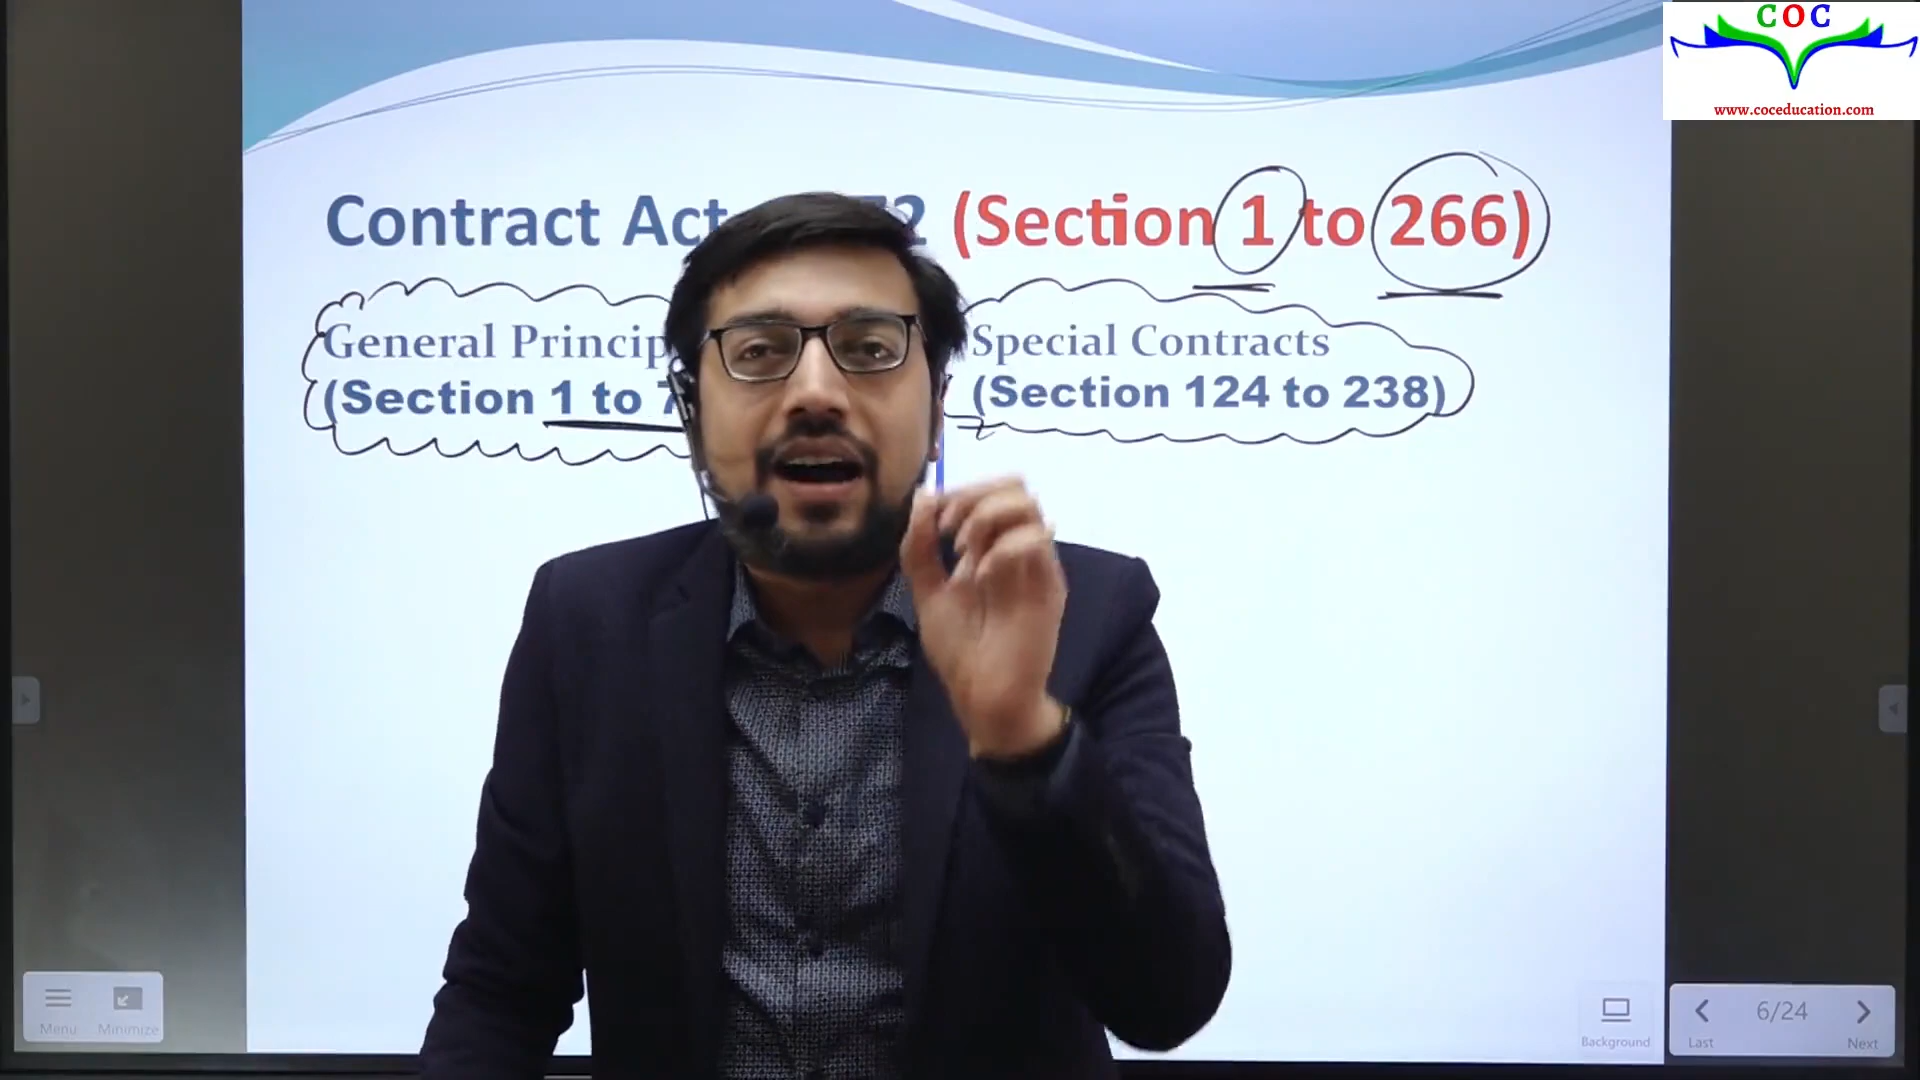 COC
www.coceducation.com
Contract Act (Section 1 to 266)
General
(Section 1 to
Special Contracts
(Section 124 to 238)
Menu
Minimize
Background
6/24
Last
Next